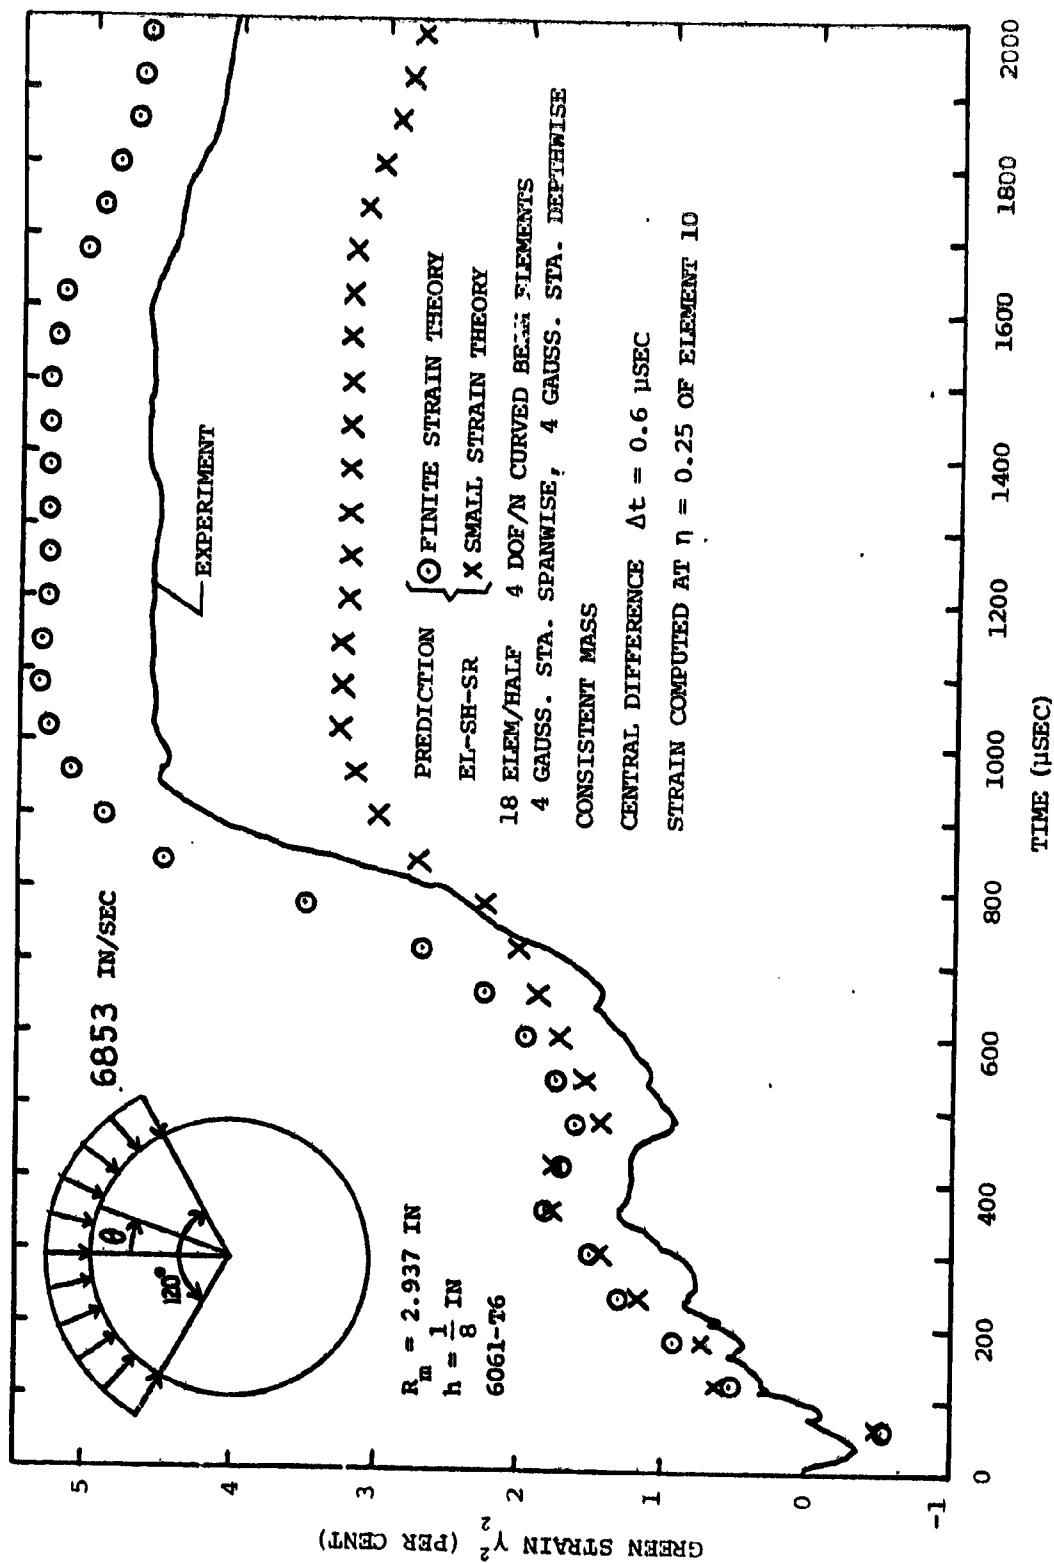 6853 IN/SEC
θ
120°
R_m = 2.937 IN
h = 1/8 IN
6061-T6
EXPERIMENT
PREDICTION
⊙ FINITE STRAIN THEORY
EL-SH-SR
X SMALL STRAIN THEORY
18 ELEM/HALF 4 DOF/N CURVED ELEMENTS
4 GAUSS. STA. SPANWISE, 4 GAUSS. STA. DEPTHWISE
CONSISTENT MASS
CENTRAL DIFFERENCE Δt = 0.6 μSEC
STRAIN COMPUTED AT η = 0.25 OF ELEMENT 10
GREEN STRAIN γ_2^2 (PER CENT)
5
4
3
2
1
0
-1
0 200 400 600 800 1000 1200 1400 1600 1800 2000
TIME (μSEC)